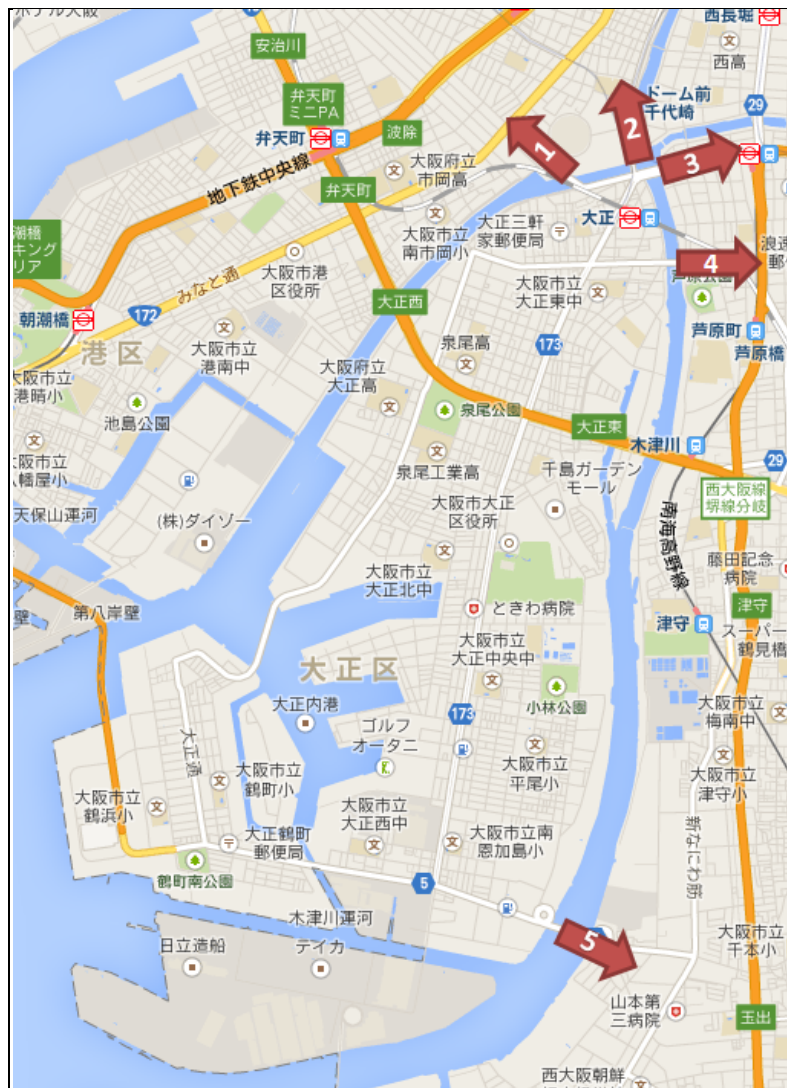 ホテル大阪
西長堀
安治川
西高
弁天町
ミニPA
ドーム前
千代崎
29
波除
弁天町
2
1
3
地下鉄中央線
大阪府立
市岡高
弁天町
大阪市立
南市岡小
大正三軒
家郵便局
大正
潮橋
キング
リア
大阪市港
区役所
浪速
郵便
4
みなと通
大正西
大阪市立
大正東中
芦原公園
172
朝潮橋
芦原町
大阪市立
港南中
泉尾高
173
芦原橋
港区
大阪府立
大正高
大阪市立
港晴小
池島公園
泉尾公園
大正東
木津川
大阪市立
八幡屋小
泉尾工業高
千島ガーデン
モール
29
天保山運河
(株)ダイゾー
大阪市大正
区役所
西大阪線
堺線分岐
南海高野線
大阪市立
大正北中
藤田記念
病院
第八岸壁
壁
ときわ病院
津守
津守
スーパー
鶴見橋
大正区
大阪市立
大正中央中
大正内港
小林公園
大阪市立
梅南中
ゴルフ
オータニ
173
大正通
大阪市立
平尾小
大阪市立
津守小
大阪市立
鶴町小
大阪市立
鶴浜小
大阪市立
大正西中
大正鶴町
郵便局
大阪市立南
恩加島小
新なにわ筋
鶴町南公園
5
木津川運河
5
大阪市立
千本小
日立造船
テイカ
山本第
三病院
玉出
西大阪朝鮮